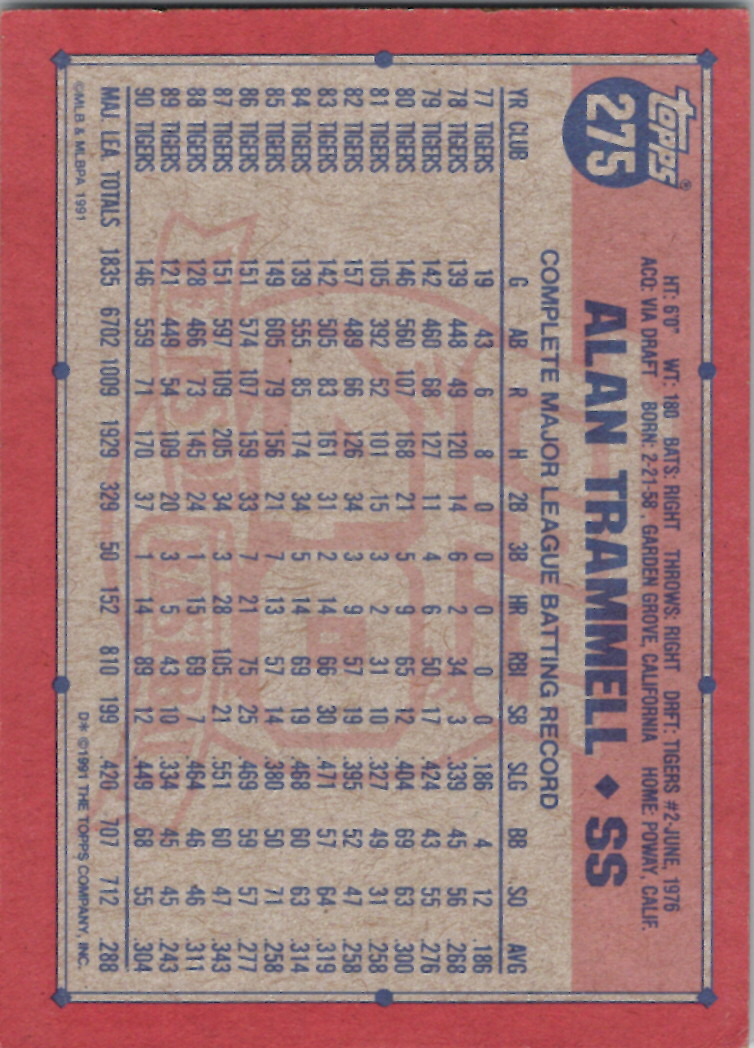 Topps®
275
HT: 6'0" WT: 180 BATS: RIGHT THROWS: RIGHT DRFT: TIGERS #2-JUNE, 1976
ACQ: VIA DRAFT BORN: 2-21-58, GARDEN GROVE, CALIFORNIA HOME: POWAY, CALIF.
ALAN TRAMMELL ◆ SS
COMPLETE MAJOR LEAGUE BATTING RECORD
YR CLUB G AB R H 2B 3B HR RBI SB SLG BB SO AVG
77 TIGERS 19 43 6 8 0 0 0 0 0 .186 4 12 .186
78 TIGERS 139 448 49 120 14 6 2 34 3 .339 45 56 .268
79 TIGERS 142 460 68 127 11 4 6 50 17 .424 43 55 .276
80 TIGERS 146 560 107 168 21 5 9 65 12 .404 69 63 .300
81 TIGERS 105 392 52 101 15 3 2 31 10 .327 49 31 .258
82 TIGERS 157 489 66 126 34 3 9 57 19 .395 52 47 .258
83 TIGERS 142 505 83 161 31 2 14 66 30 .471 57 64 .319
84 TIGERS 139 555 85 174 34 5 14 69 19 .468 60 63 .314
85 TIGERS 149 605 79 156 21 7 13 57 14 .380 50 71 .258
86 TIGERS 151 574 107 159 33 7 21 75 25 .469 59 57 .277
87 TIGERS 151 597 109 205 34 3 28 105 21 .551 60 47 .343
88 TIGERS 128 466 73 145 24 1 15 69 7 .464 46 46 .311
89 TIGERS 121 449 54 109 20 3 5 43 10 .334 45 45 .243
90 TIGERS 146 559 71 170 37 1 14 89 12 .449 68 55 .304
MAJ. LEA. TOTALS 1835 6702 1009 1929 329 50 152 810 199 .420 707 712 .288
©MLB & MLBPA 1991 D* ©1991 THE TOPPS COMPANY, INC.